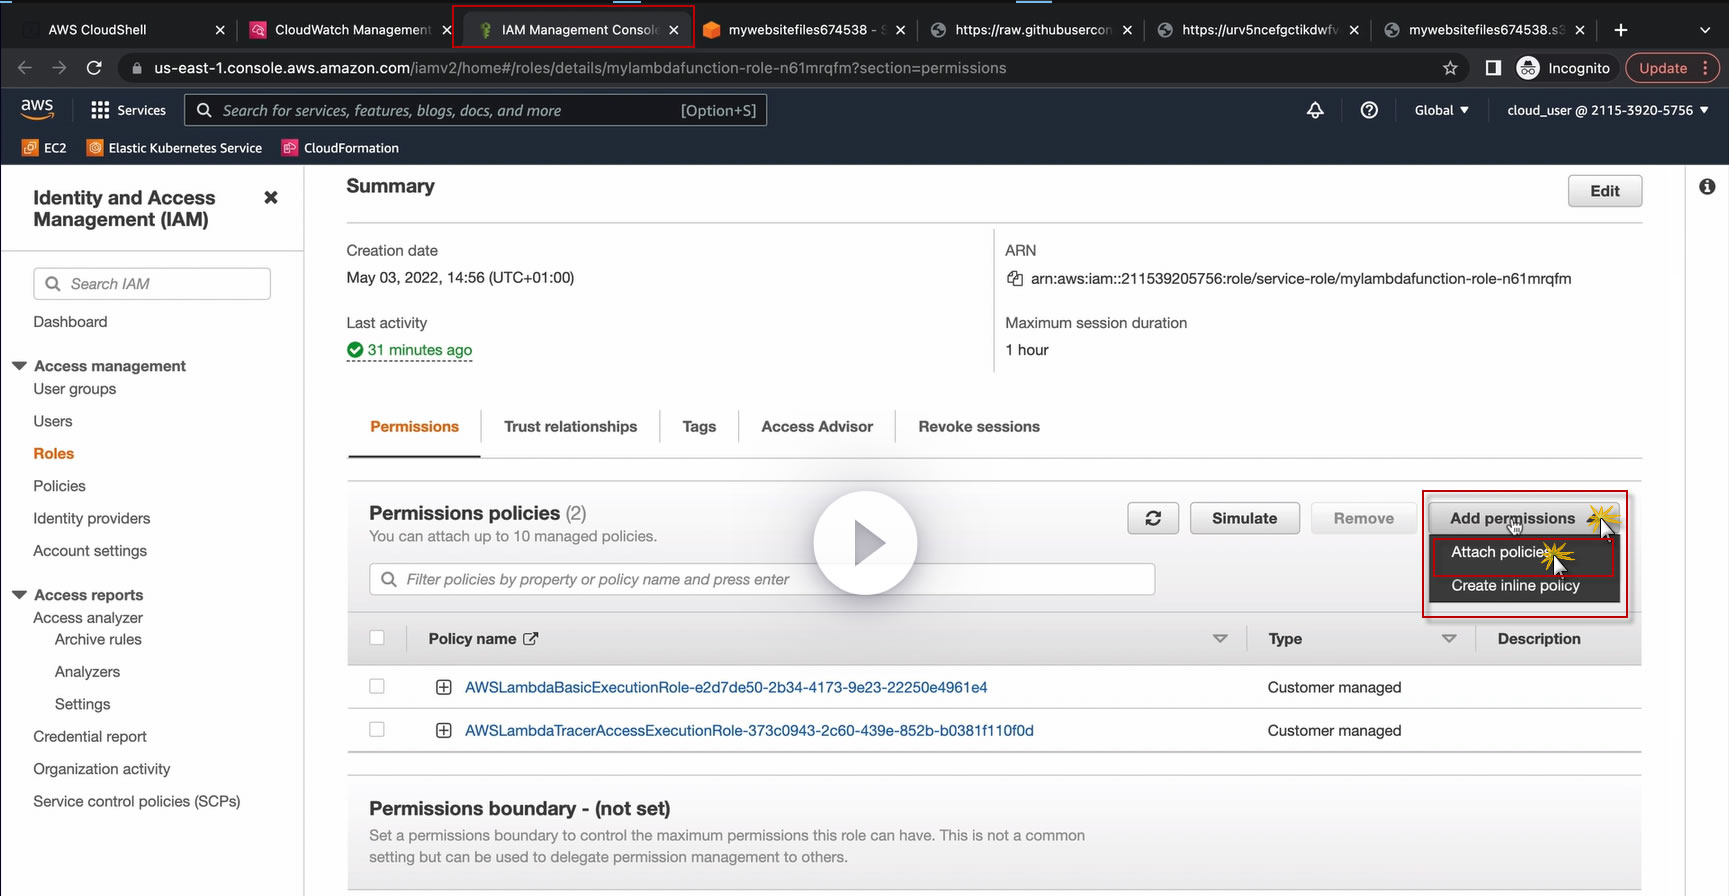 AWS CloudShell
CloudWatch Management
IAM Management Console
mywebsitefiles674538 - S
https://raw.githubusercon
https://urv5ncefgctikdwfv
mywebsitefiles674538.s3
us-east-1.console.aws.amazon.com/iamv2/home#/roles/details/mylambdafunction-role-n61mrqfm?section=permissions
Incognito
Update
aws
Services
Search for services, features, blogs, docs, and more
[Option+S]
Global
cloud_user @ 2115-3920-5756
EC2
Elastic Kubernetes Service
CloudFormation
Identity and Access
Management (IAM)
Search IAM
Dashboard
Access management
User groups
Users
Roles
Policies
Identity providers
Account settings
Access reports
Access analyzer
Archive rules
Analyzers
Settings
Credential report
Organization activity
Service control policies (SCPs)
Summary
Edit
Creation date
May 03, 2022, 14:56 (UTC+01:00)
ARN
arn:aws:iam::211539205756:role/service-role/mylambdafunction-role-n61mrqfm
Last activity
31 minutes ago
Maximum session duration
1 hour
Permissions
Trust relationships
Tags
Access Advisor
Revoke sessions
Permissions policies (2)
You can attach up to 10 managed policies.
Simulate
Remove
Add permissions
Attach policies
Create inline policy
Filter policies by property or policy name and press enter
Policy name
Type
Description
AWSLambdaBasicExecutionRole-e2d7de50-2b34-4173-9e23-22250e4961e4
Customer managed
AWSLambdaTracerAccessExecutionRole-373c0943-2c60-439e-852b-b0381f110f0d
Customer managed
Permissions boundary - (not set)
Set a permissions boundary to control the maximum permissions this role can have. This is not a common
setting but can be used to delegate permission management to others.